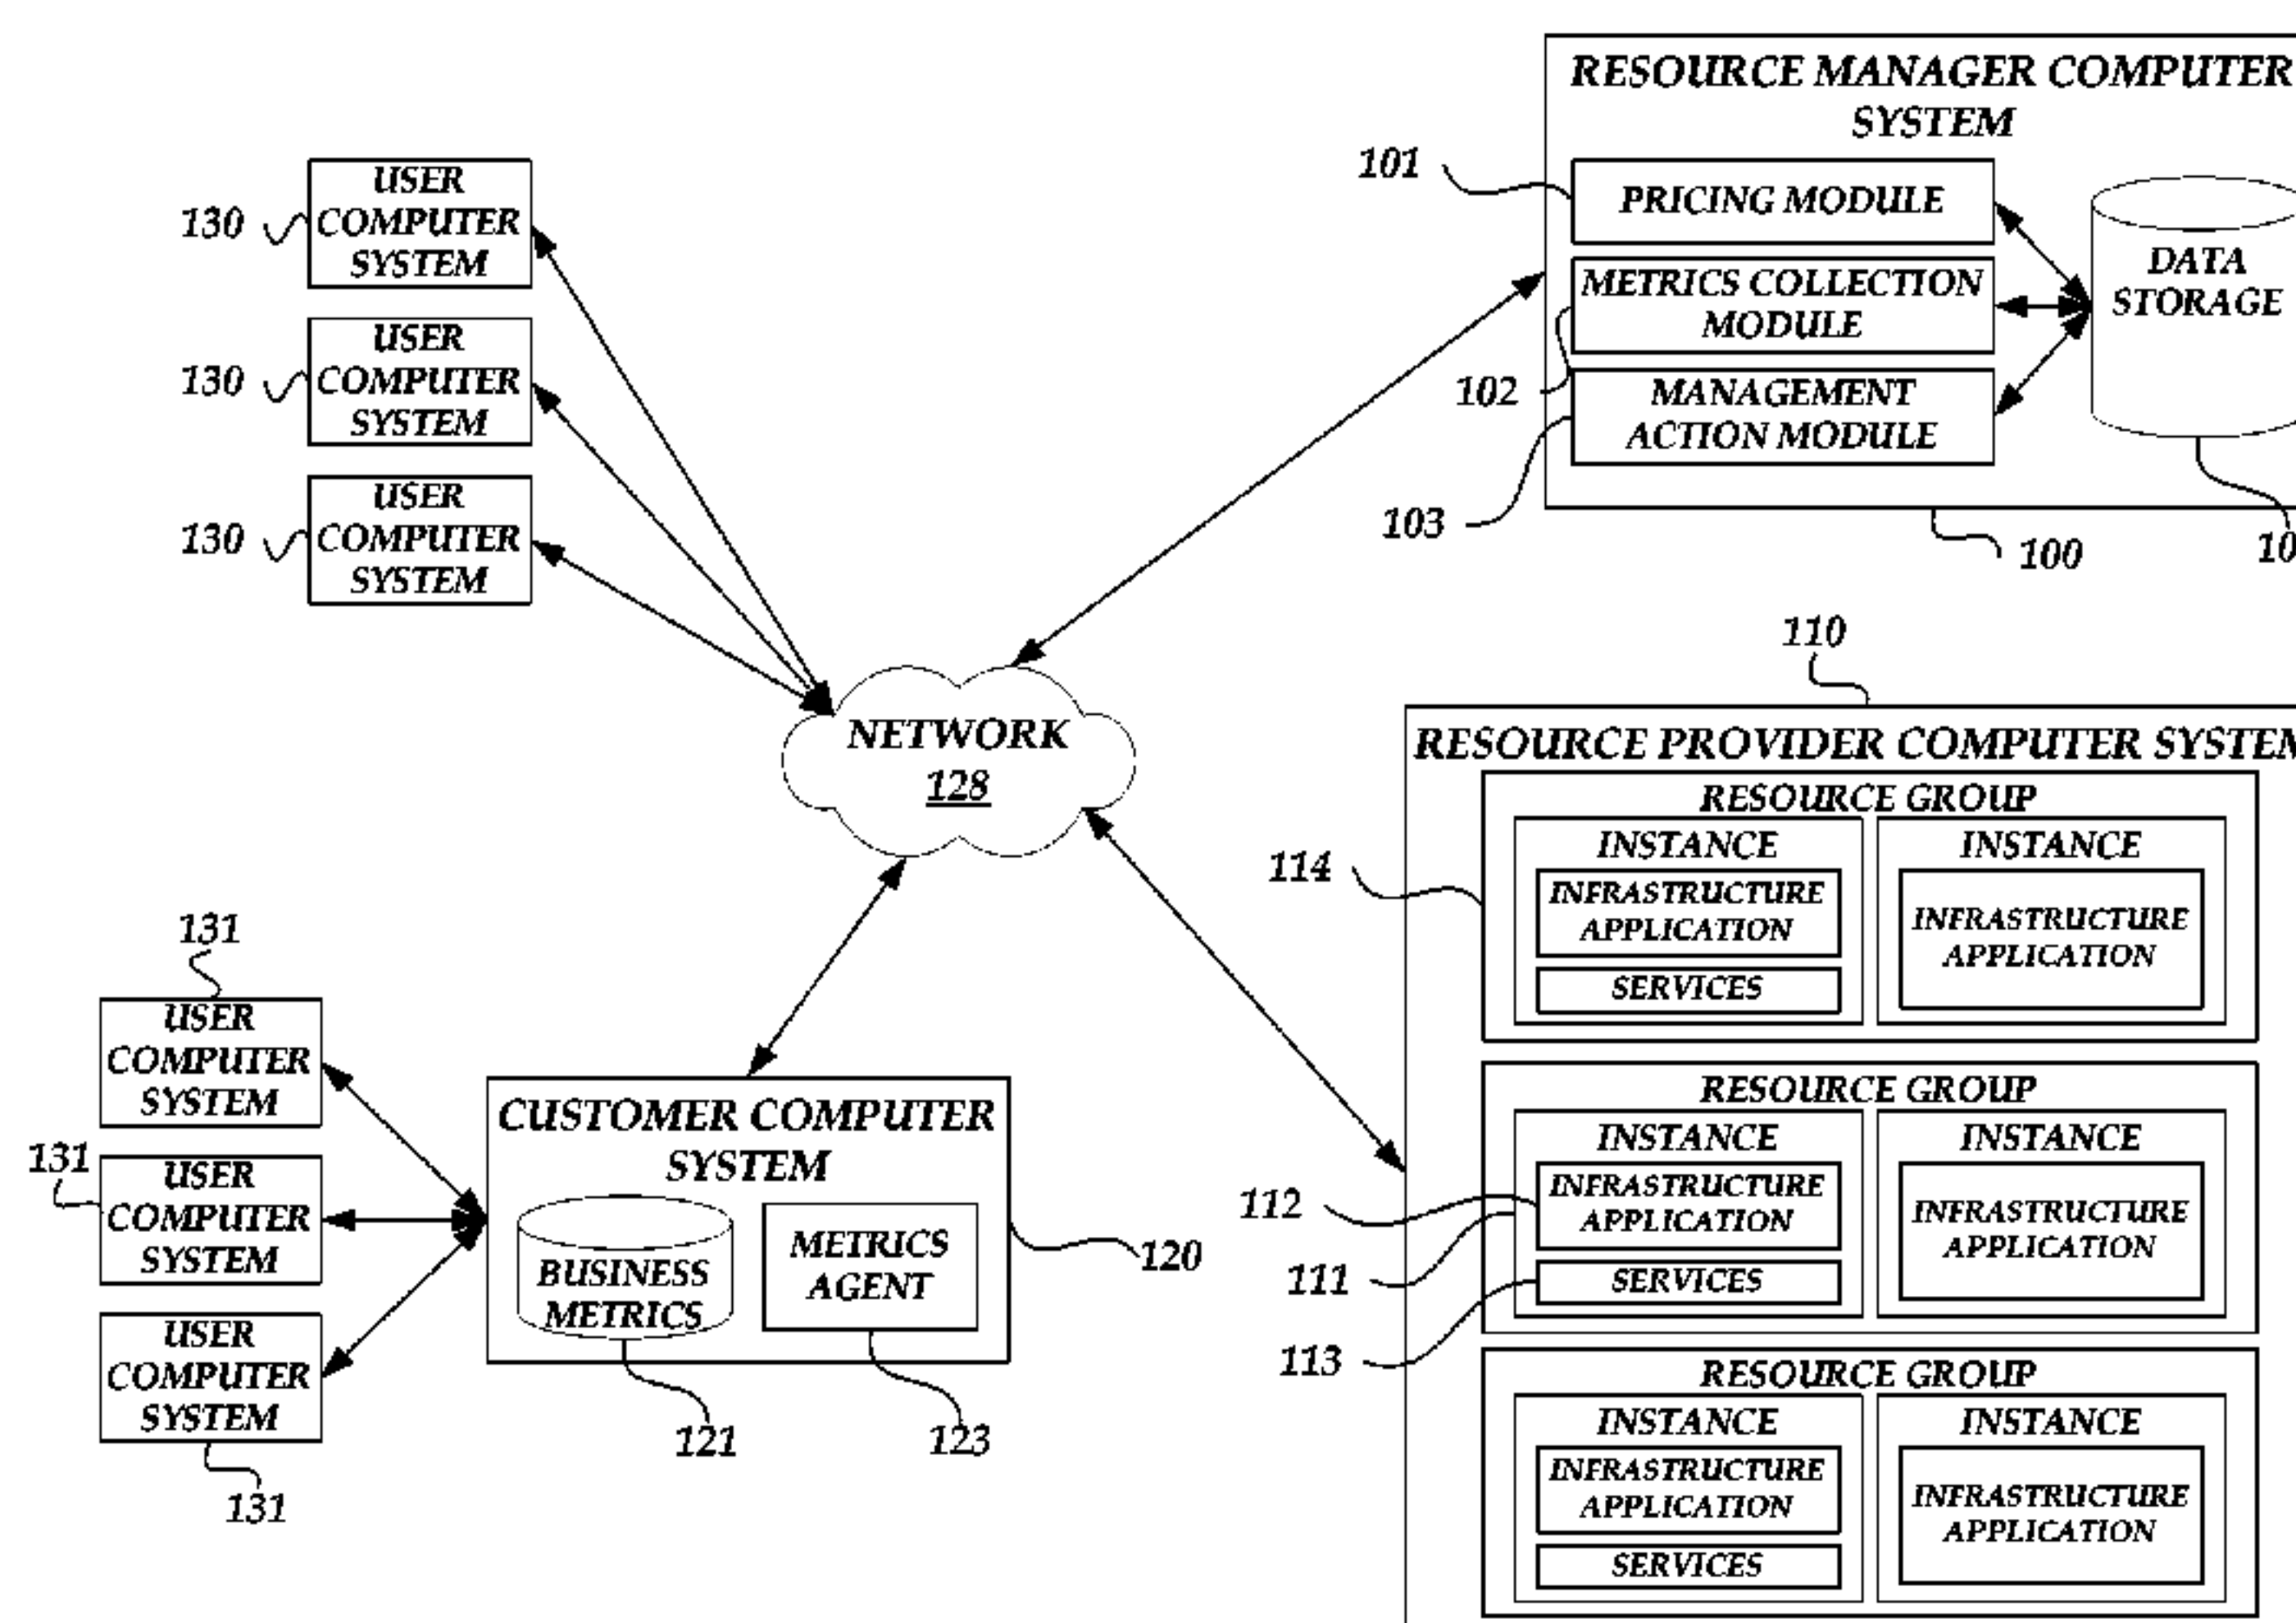 RESOURCE MANAGER COMPUTER
SYSTEM
101
PRICING MODULE
METRICS COLLECTION
MODULE
102
MANAGEMENT
ACTION MODULE
103
DATA
STORAGE
100
USER
COMPUTER
SYSTEM
130
USER
COMPUTER
SYSTEM
130
USER
COMPUTER
SYSTEM
130
NETWORK
128
110
RESOURCE PROVIDER COMPUTER
RESOURCE GROUP
114
INSTANCE
INFRASTRUCTURE
APPLICATION
SERVICES
INSTANCE
INFRASTRUCTURE
APPLICATION
RESOURCE GROUP
INSTANCE
112
INFRASTRUCTURE
APPLICATION
111
SERVICES
113
INSTANCE
INFRASTRUCTURE
APPLICATION
RESOURCE GROUP
INSTANCE
INFRASTRUCTURE
APPLICATION
SERVICES
INSTANCE
INFRASTRUCTURE
APPLICATION
131
USER
COMPUTER
SYSTEM
131
USER
COMPUTER
SYSTEM
USER
COMPUTER
SYSTEM
131
CUSTOMER COMPUTER
SYSTEM
BUSINESS
METRICS
METRICS
AGENT
120
121
123